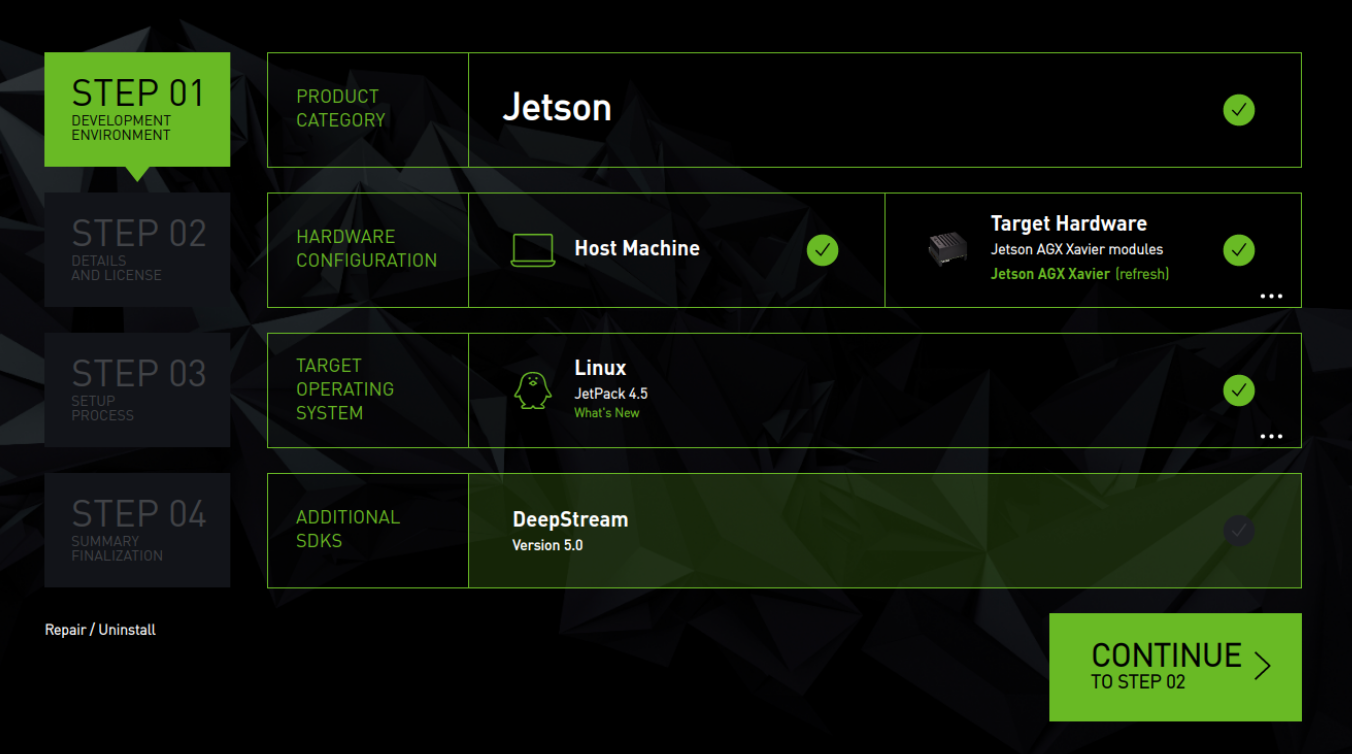 STEP 01
DEVELOPMENT
ENVIRONMENT
PRODUCT
CATEGORY
Jetson
STEP 02
DETAILS
AND LICENSE
HARDWARE
CONFIGURATION
Host Machine
Target Hardware
Jetson AGX Xavier modules
Jetson AGX Xavier (refresh)
STEP 03
SETUP
PROCESS
TARGET
OPERATING
SYSTEM
Linux
JetPack 4.5
What's New
STEP 04
SUMMARY
FINALIZATION
ADDITIONAL
SDKS
DeepStream
Version 5.0
Repair / Uninstall
CONTINUE
TO STEP 02